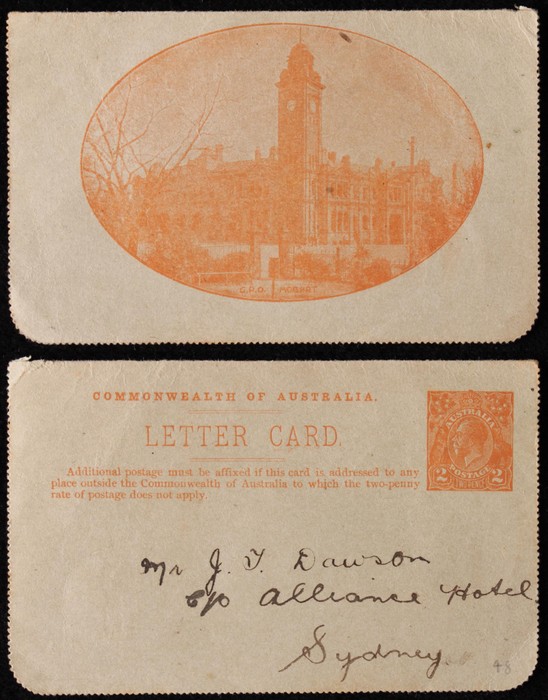 G.P.O. HOBART
COMMONWEALTH OF AUSTRALIA.
LETTER CARD.
Additional postage must be affixed if this card is addressed to any
place outside the Commonwealth of Australia to which the two-penny
rate of postage does not apply.
AUSTRALIA
2 POSTAGE 2
Mr J. T. Dawson
c/o Alliance Hotel
Sydney.
48